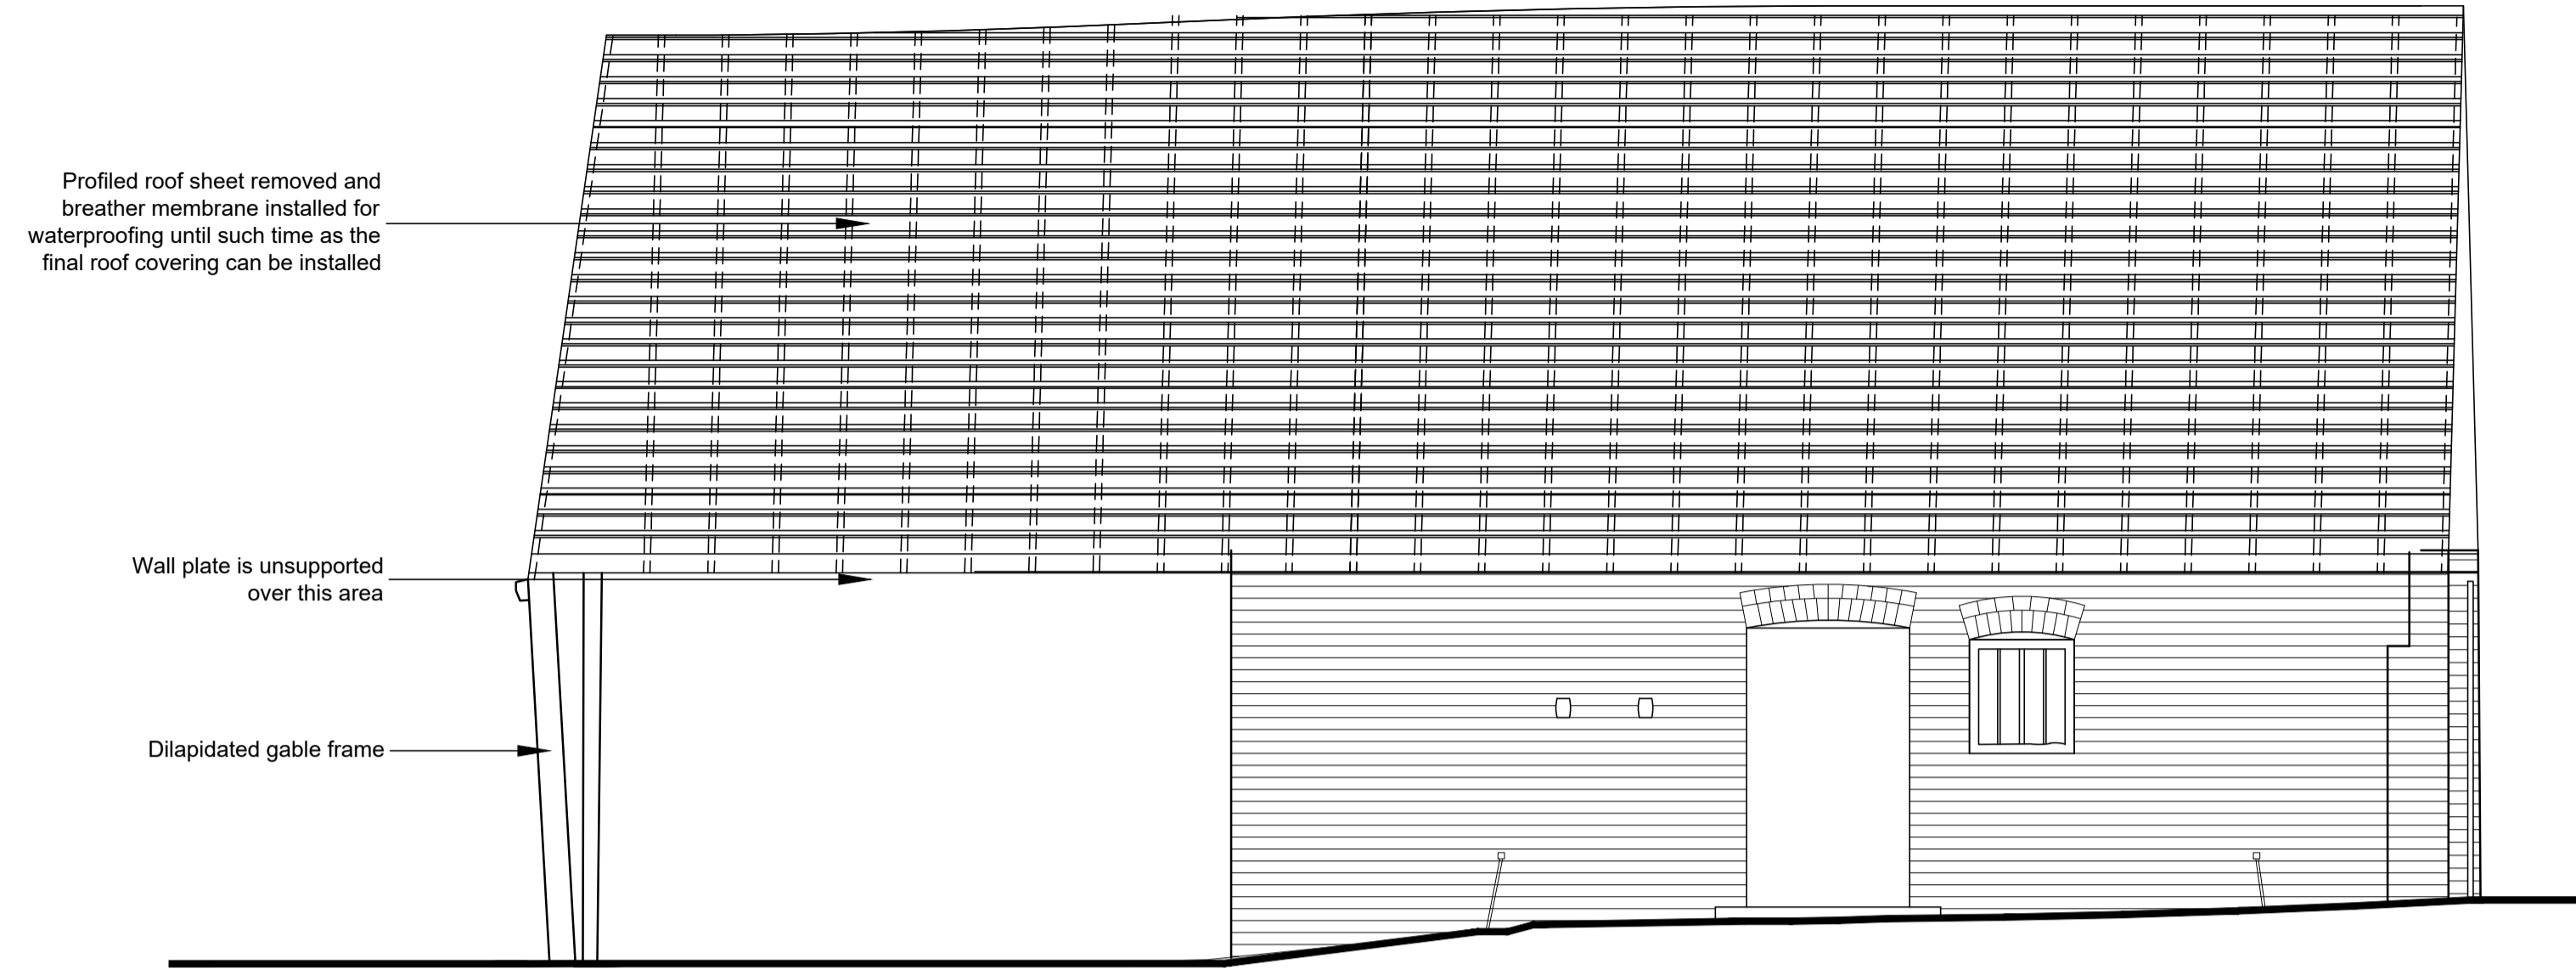 Profiled roof sheet removed and
breather membrane installed for
waterproofing until such time as the
final roof covering can be installed
Wall plate is unsupported
over this area
Dilapidated gable frame